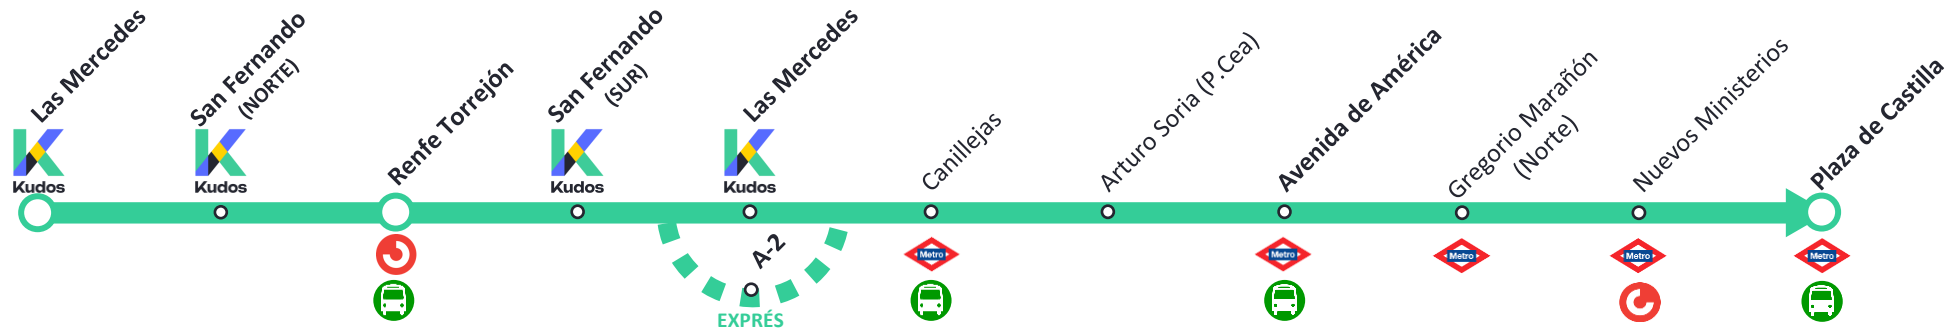 Las Mercedes
San Fernando
(NORTE)
Renfe Torrejón
San Fernando
(SUR)
Las Mercedes
Canillejas
Arturo Soria (P.Cea)
Avenida de América
Gregorio Marañón
(Norte)
Nuevos Ministerios
Plaza de Castilla
Kudos
Kudos
Kudos
Kudos
A-2
EXPRÉS
Metro
Metro
Metro
Metro
Metro